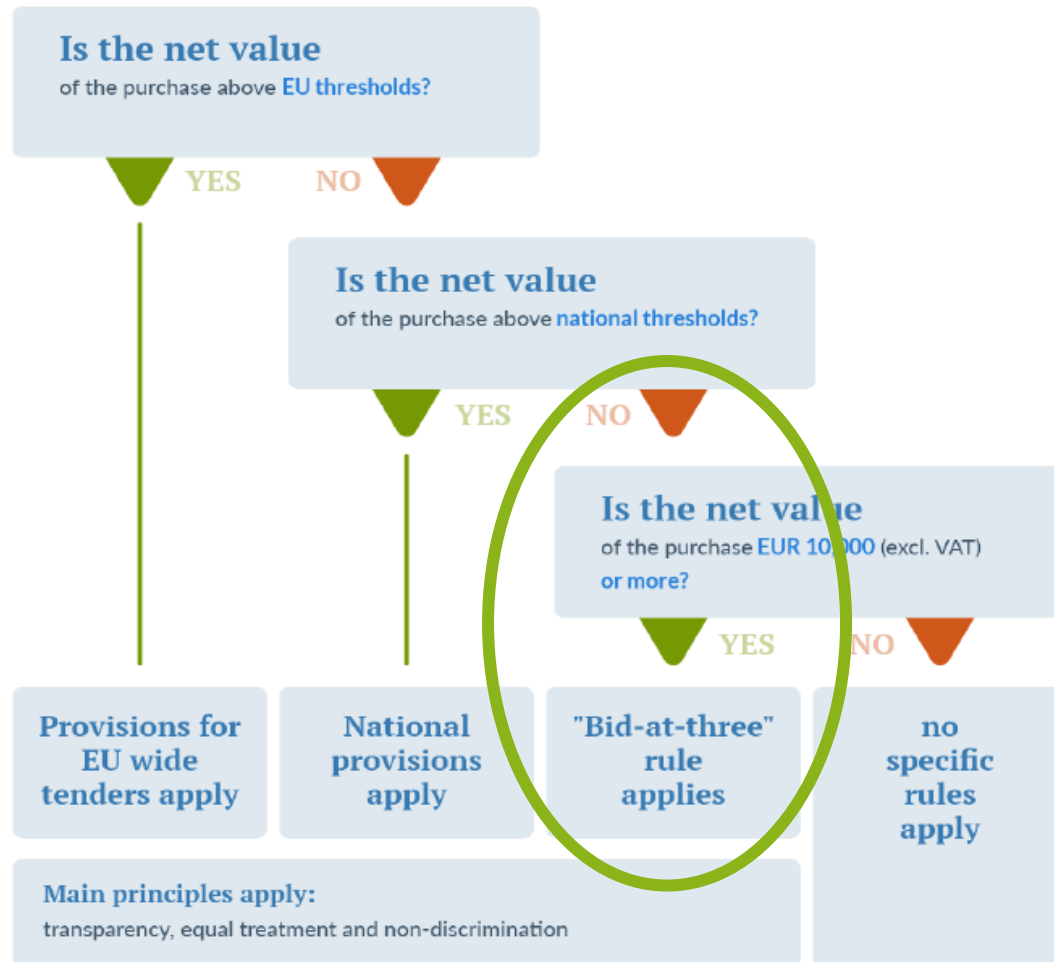 Is the net value
of the purchase above EU thresholds?
YES
NO
Is the net value
of the purchase above national thresholds?
YES
NO
Is the net value
of the purchase EUR 10,000 (excl. VAT)
or more?
YES
NO
Provisions for
EU wide
tenders apply
National
provisions
apply
"Bid-at-three"
rule
applies
no
specific
rules
apply
Main principles apply:
transparency, equal treatment and non-discrimination